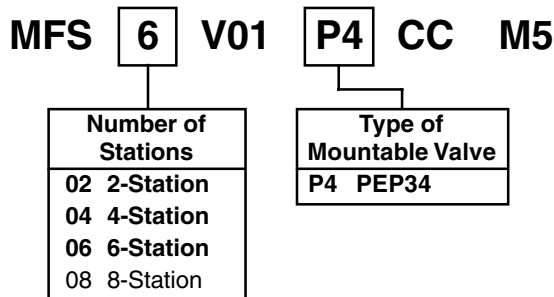 MFS 6 V01 P4 CC M5
Number of
Stations
02 2-Station
04 4-Station
06 6-Station
08 8-Station
Type of
Mountable Valve
P4 PEP34